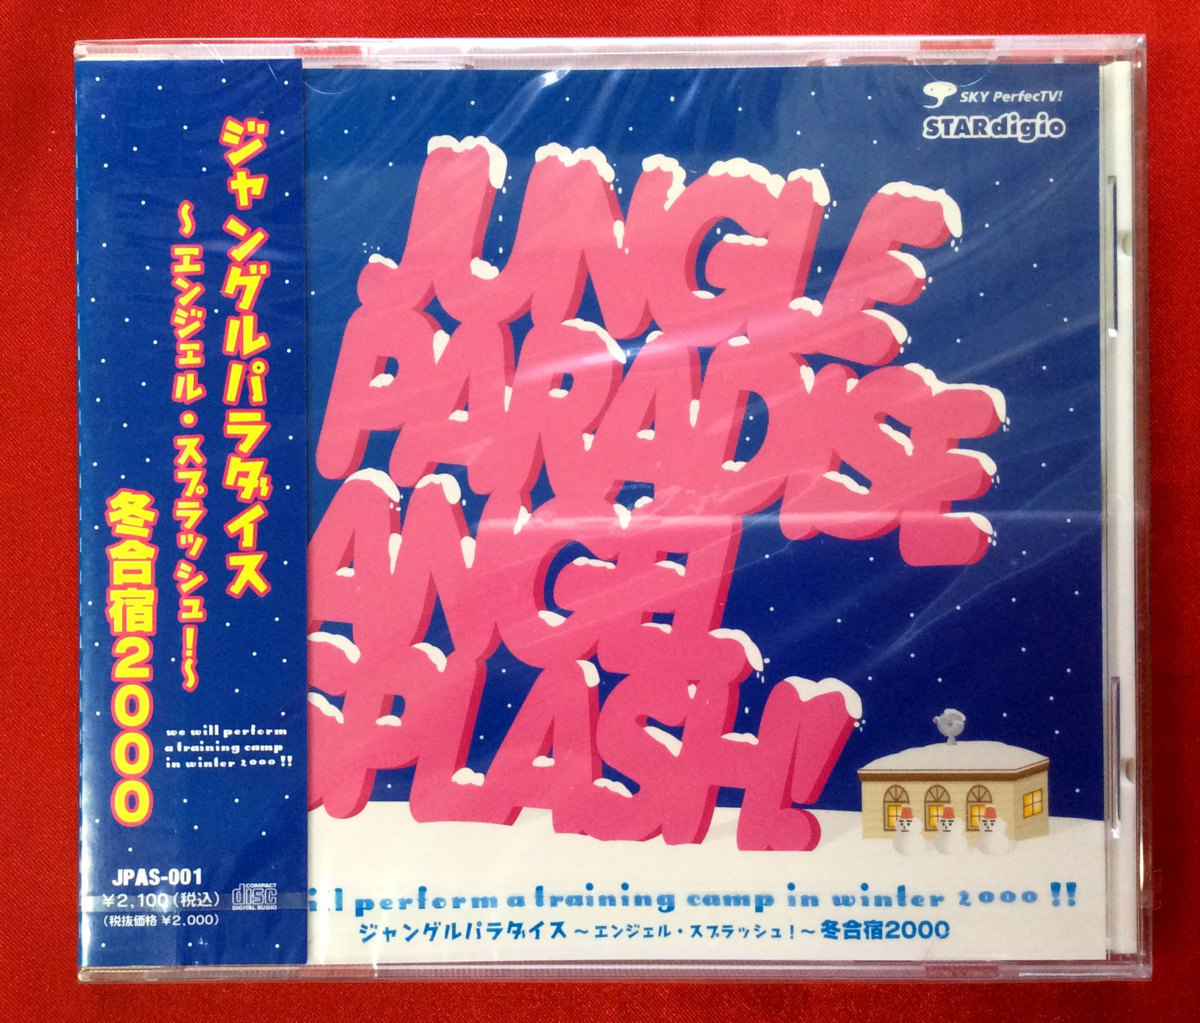 ジャングルパラダイス
～エンジェル・スプラッシュ!～
冬合宿2000
we will perform
a training camp
in winter 2000 !!
JPAS-001
¥2,100(税込)
(税抜価格 ¥2,000)
COMPACT
disc
DIGITAL AUDIO
SKY PerfecTV!
STARdigio
JUNGLE
PARADISE
ANGEL
SPLASH!
ill perform a training camp in winter 2000 !!
ジャングルパラダイス～エンジェル・スプラッシュ!～冬合宿2000